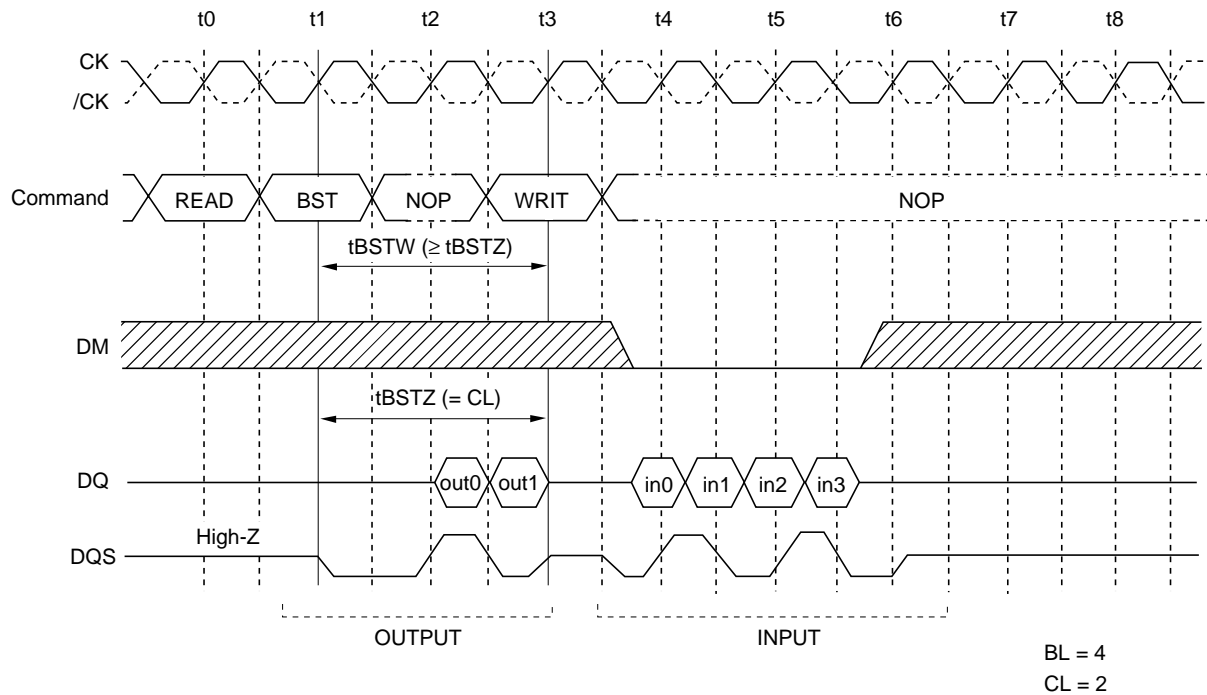 t0 t1 t2 t3 t4 t5 t6 t7 t8
CK
/CK
Command READ BST NOP WRIT NOP
tBSTW (≥ tBSTZ)
DM
tBSTZ (= CL)
DQ out0 out1 in0 in1 in2 in3
High-Z
DQS
OUTPUT INPUT
BL = 4
CL = 2